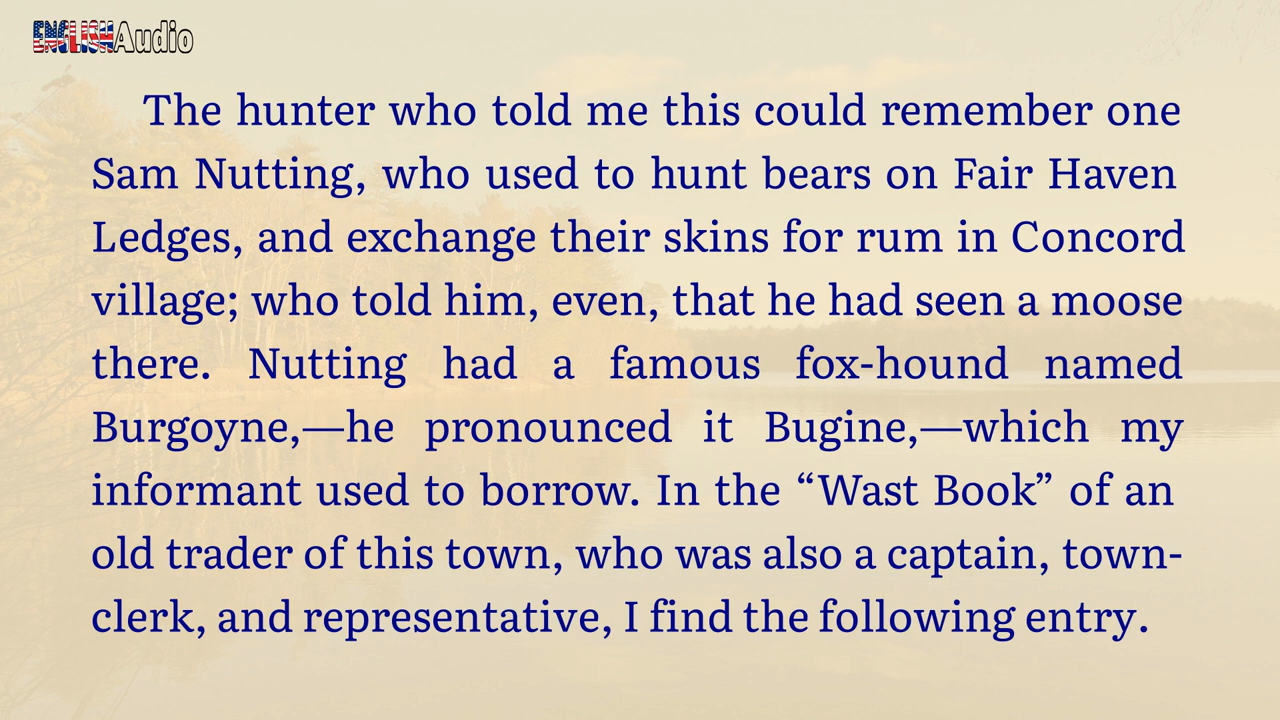 ENGLISHAudio
The hunter who told me this could remember one
Sam Nutting, who used to hunt bears on Fair Haven
Ledges, and exchange their skins for rum in Concord
village; who told him, even, that he had seen a moose
there. Nutting had a famous fox-hound named
Burgoyne,—he pronounced it Bugine,—which my
informant used to borrow. In the “Wast Book” of an
old trader of this town, who was also a captain, town-
clerk, and representative, I find the following entry.